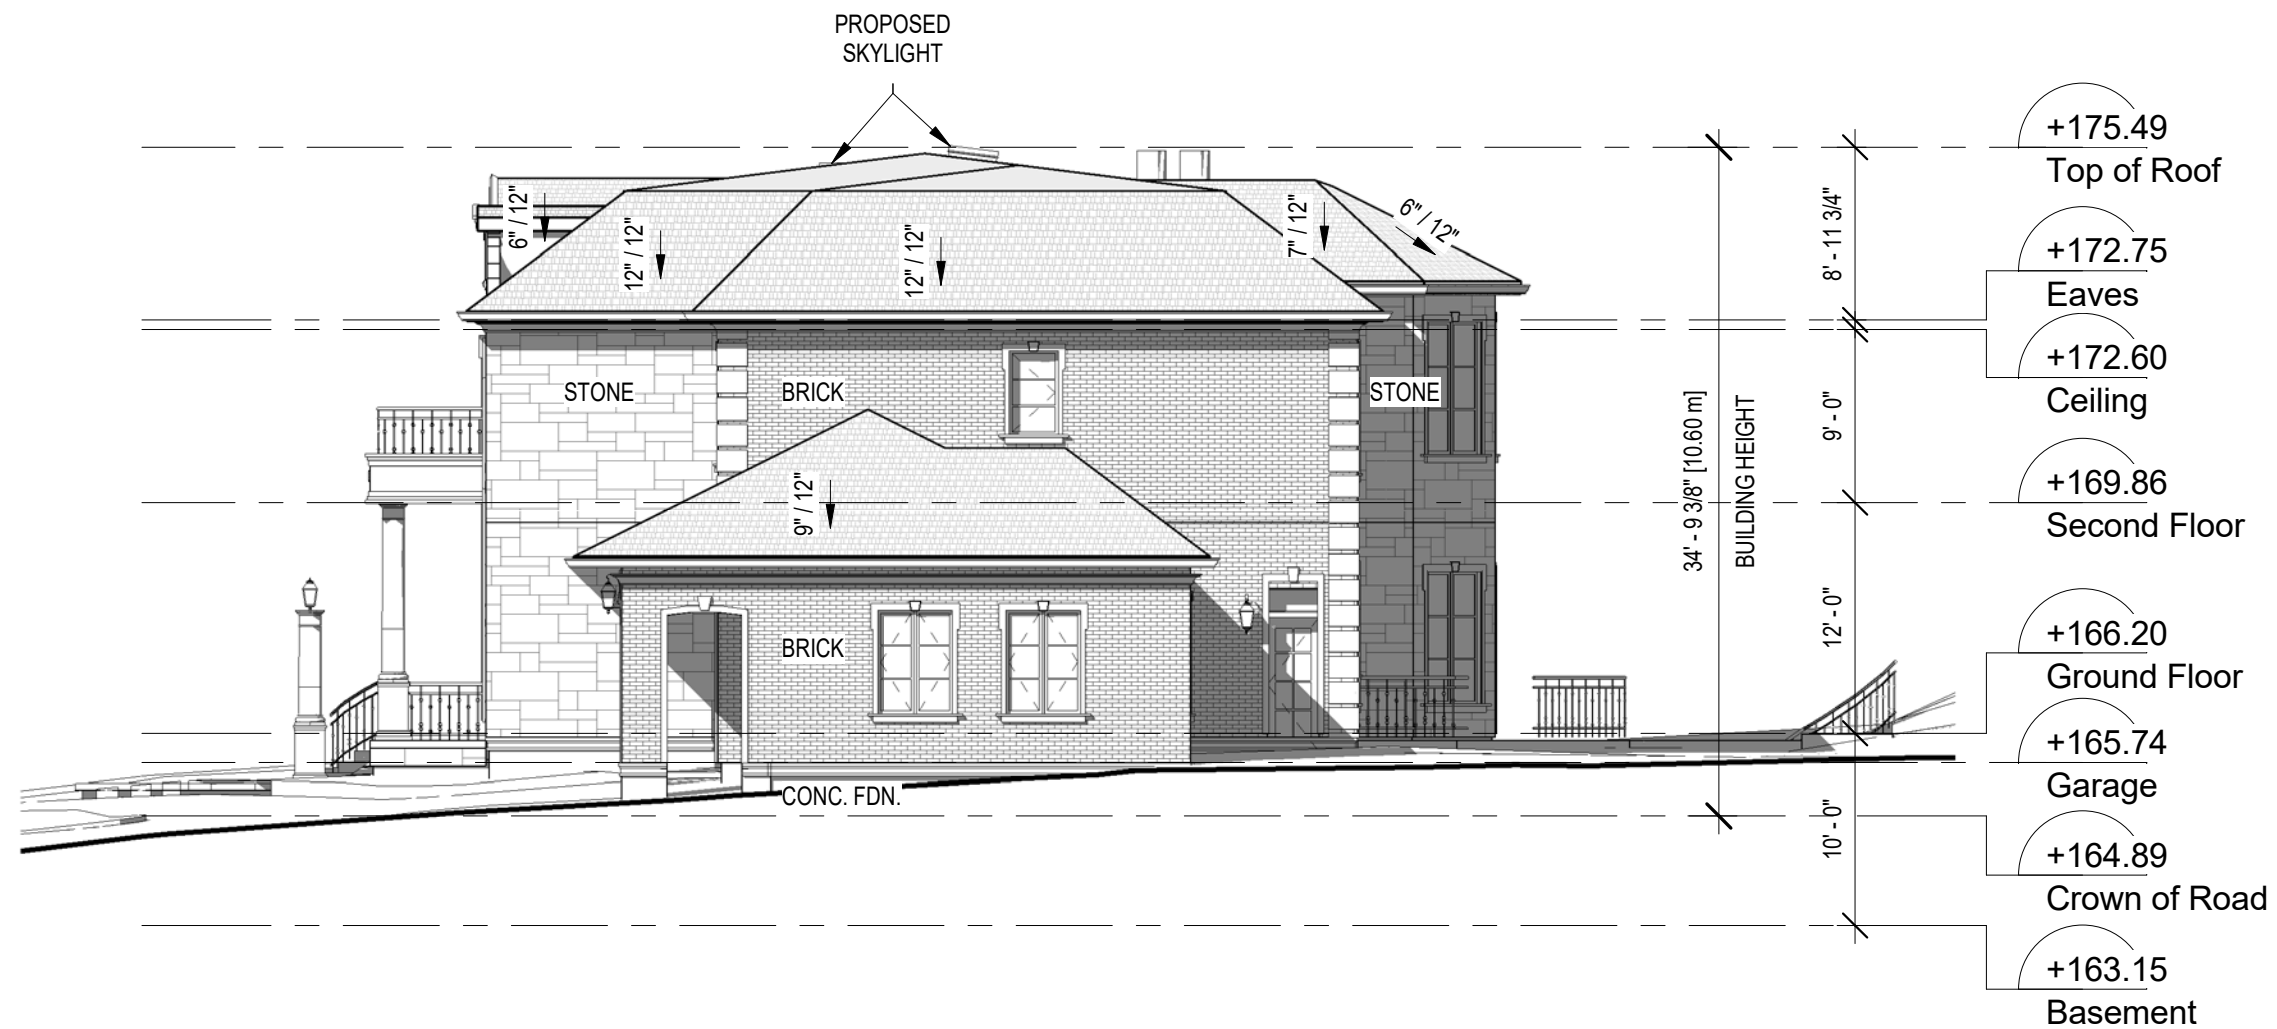 PROPOSED
SKYLIGHT
+175.49
Top of Roof
6" / 12"
12" / 12"
12" / 12"
7" / 12"
6" / 12"
8' - 11 3/4"
+172.75
Eaves
+172.60
Ceiling
STONE
BRICK
STONE
9' - 0"
34' - 9 3/8" [10.60 m]
BUILDING HEIGHT
+169.86
Second Floor
9" / 12"
12' - 0"
+166.20
Ground Floor
BRICK
+165.74
Garage
CONC. FDN.
10' - 0"
+164.89
Crown of Road
+163.15
Basement